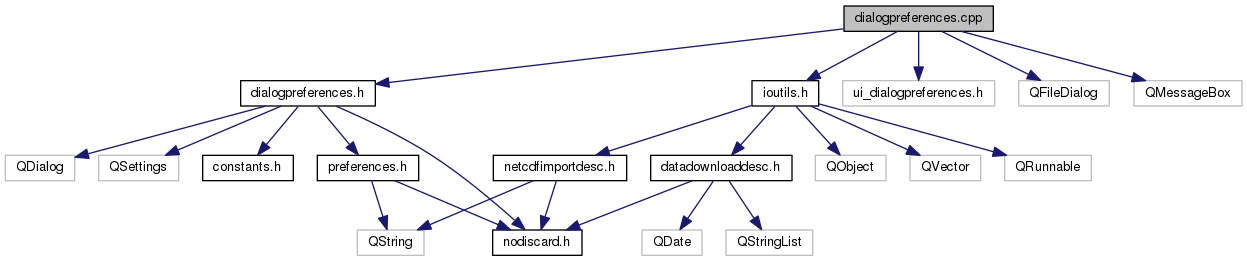 dialogpreferences.cpp
dialogpreferences.h
ioutils.h
ui_dialogpreferences.h
QFileDialog
QMessageBox
QDialog
QSettings
constants.h
preferences.h
netcdfimportdesc.h
datadownloaddesc.h
QObject
QVector
QRunnable
QString
nodiscard.h
QDate
QStringList